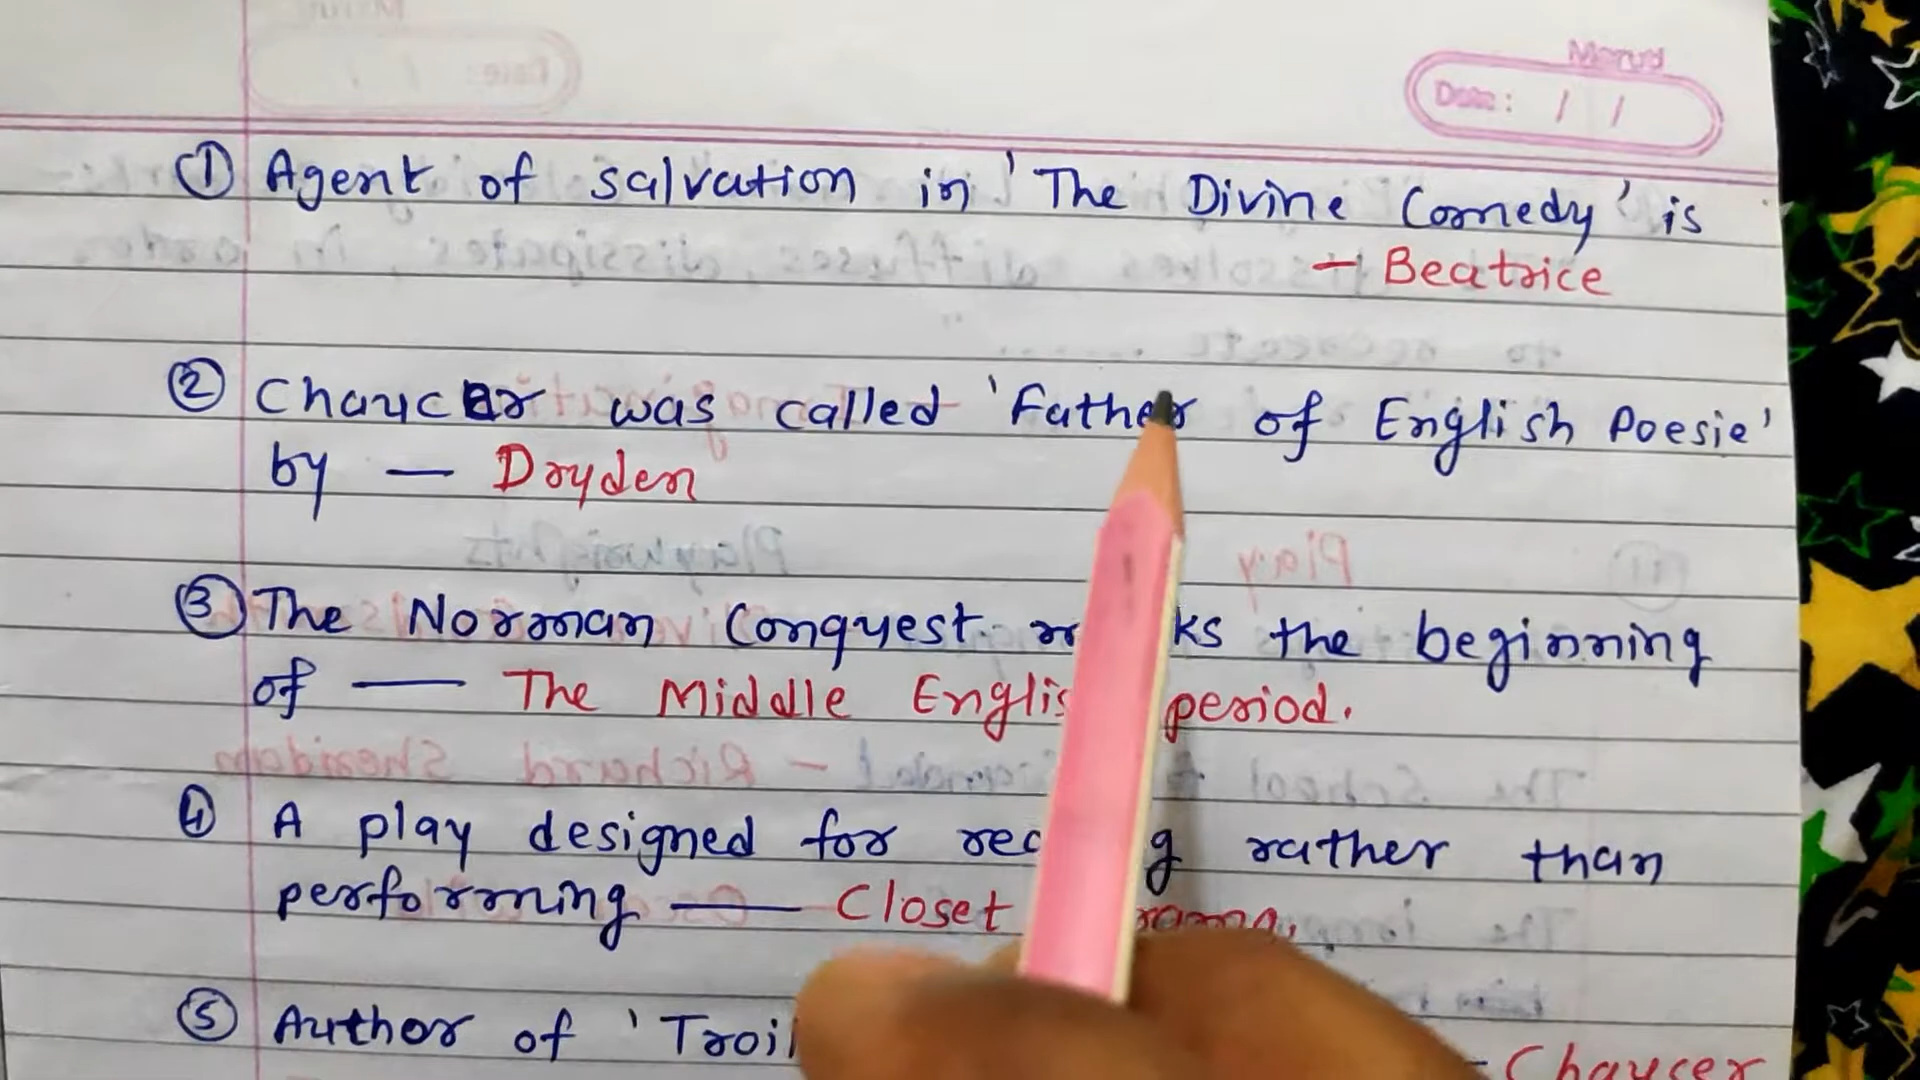 Marud
Date: / /
① Agent of salvation in 'The Divine Comedy' is
— Beatrice
② Chaucer was called 'Father of English Poesie'
by — Dryden
③ The Norman Conquest ks the beginning
of — The Middle Englis period.
④ A play designed for rather than
performing — Closet
⑤ Author of 'Troil
- Chaucer